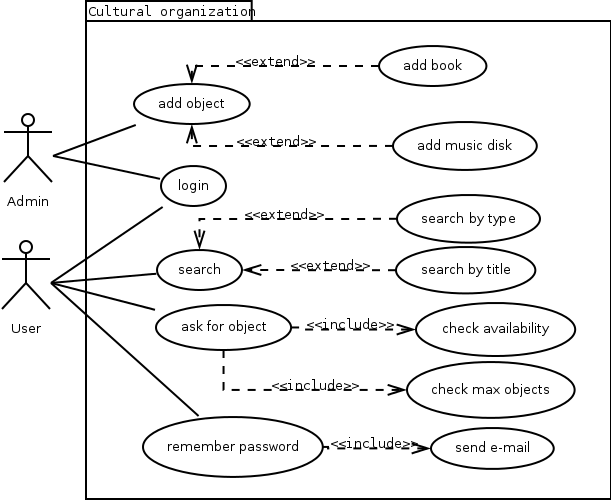 Cultural organization
<<extend>>
add book
add object
<<extend>>
add music disk
Admin
login
<<extend>>
search by type
search
<<extend>>
search by title
User
ask for object
<<include>>
check availability
<<include>>
check max objects
remember password
<<include>>
send e-mail